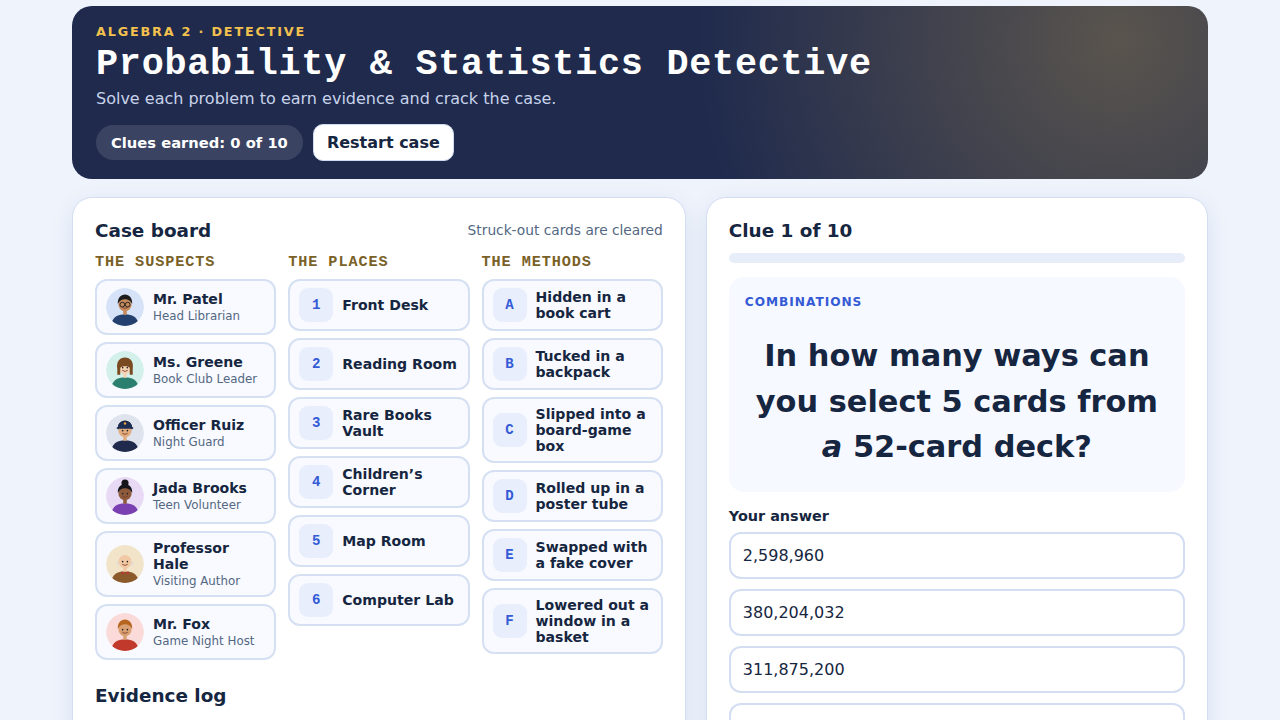 ALGEBRA 2 · DETECTIVE
Probability & Statistics Detective
Solve each problem to earn evidence and crack the case.
Clues earned: 0 of 10
Restart case
Case board
Struck-out cards are cleared
THE SUSPECTS
Mr. Patel
Head Librarian
Ms. Greene
Book Club Leader
Officer Ruiz
Night Guard
Jada Brooks
Teen Volunteer
Professor
Hale
Visiting Author
Mr. Fox
Game Night Host
THE PLACES
1 Front Desk
2 Reading Room
3 Rare Books
Vault
4 Children’s
Corner
5 Map Room
6 Computer Lab
THE METHODS
A Hidden in a
book cart
B Tucked in a
backpack
C Slipped into a
board-game
box
D Rolled up in a
poster tube
E Swapped with
a fake cover
F Lowered out a
window in a
basket
Evidence log
Clue 1 of 10
COMBINATIONS
In how many ways can
you select 5 cards from
a 52-card deck?
Your answer
2,598,960
380,204,032
311,875,200